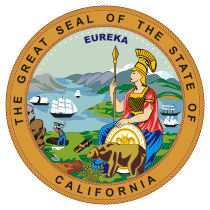 THE GREAT SEAL OF THE STATE OF
EUREKA
CALIFORNIA